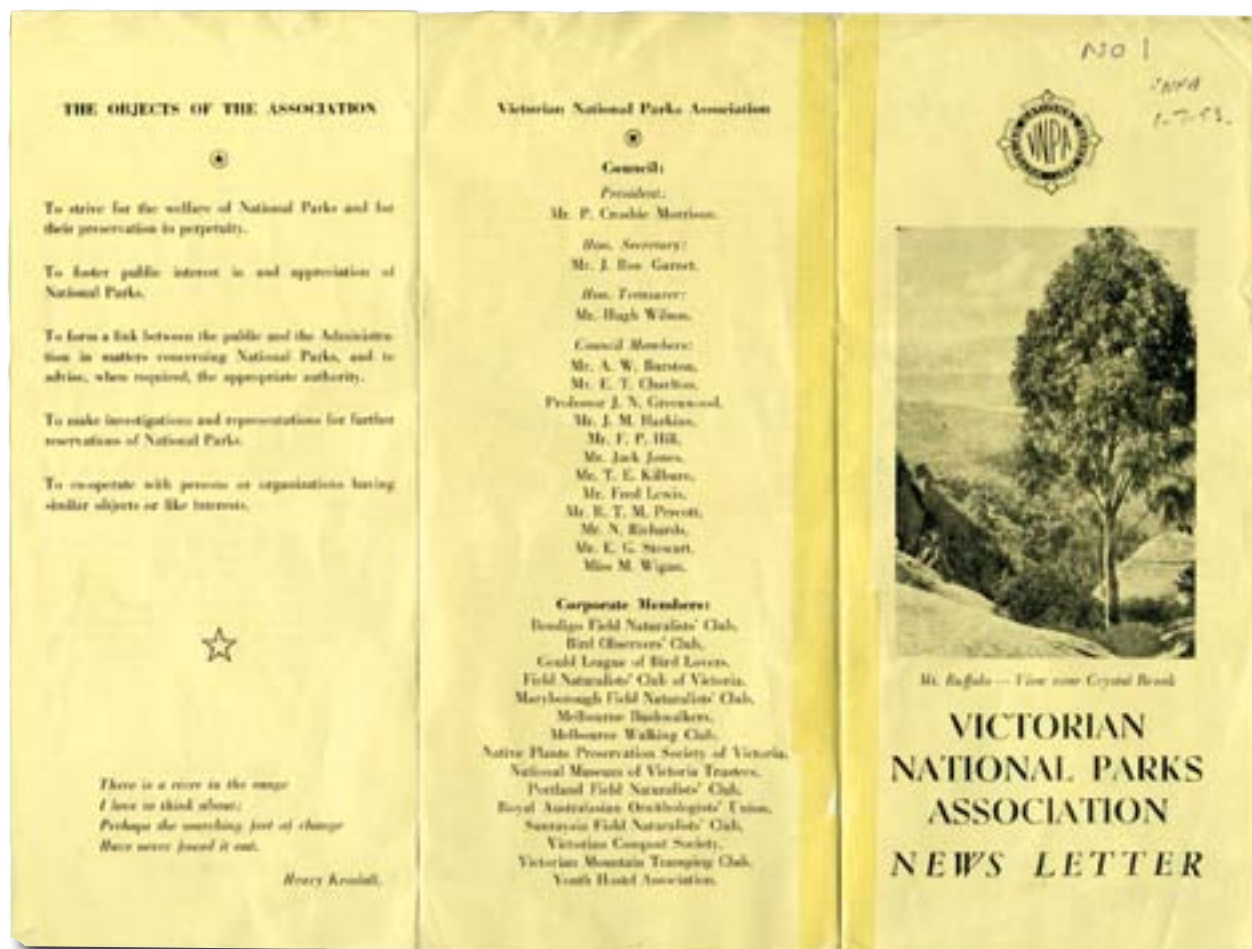 THE OBJECTS OF THE ASSOCIATION
To strive for the welfare of National Parks and for
their preservation in perpetuity.
To foster public interest in and appreciation of
National Parks.
To form a link between the public and the Administra-
tion in matters concerning National Parks, and to
advise, when required, the appropriate authority.
To make investigations and representations for further
reservations of National Parks.
To co-operate with persons or organizations having
similar objects or like interests.
There is a river in the range
I love to think about;
Perhaps the searching feet of change
Have never found it out.
Henry Kendall.
Victorian National Parks Association
Council:
President:
Mr. P. Crosbie Morrison.
Hon. Secretary:
Mr. J. Ros Garnet.
Hon. Treasurer:
Mr. Hugh Wilson.
Council Members:
Mr. A. W. Burston.
Mr. E. T. Charlton.
Professor J. N. Greenwood.
Mr. J. M. Harkins.
Mr. F. P. Hill.
Mr. Jack Jones.
Mr. T. E. Kilburn.
Mr. Fred Lewis.
Mr. R. T. M. Pescott.
Mr. N. Richards.
Mr. E. G. Stewart.
Miss M. Wigan.
Corporate Members:
Bendigo Field Naturalists' Club.
Bird Observers' Club.
Gould League of Bird Lovers.
Field Naturalists' Club of Victoria.
Maryborough Field Naturalists' Club.
Melbourne Bushwalkers.
Melbourne Walking Club.
Native Plants Preservation Society of Victoria.
National Museum of Victoria Trustees.
Portland Field Naturalists' Club.
Royal Australasian Ornithologists' Union.
Sunraysia Field Naturalists' Club.
Victorian Compost Society.
Victorian Mountain Tramping Club.
Youth Hostel Association.
NO 1
VNPA
VNPA
Mt. Buffalo — View near Crystal Brook
VICTORIAN
NATIONAL PARKS
ASSOCIATION
NEWS LETTER